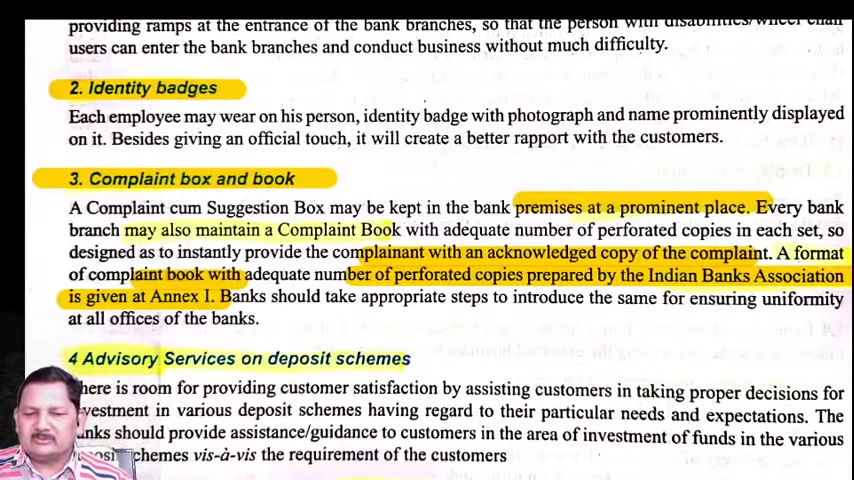 providing ramps at the entrance of the bank branches, so that the person with disabilities/wheel chair
users can enter the bank branches and conduct business without much difficulty.
2. Identity badges
Each employee may wear on his person, identity badge with photograph and name prominently displayed
on it. Besides giving an official touch, it will create a better rapport with the customers.
3. Complaint box and book
A Complaint cum Suggestion Box may be kept in the bank premises at a prominent place. Every bank
branch may also maintain a Complaint Book with adequate number of perforated copies in each set, so
designed as to instantly provide the complainant with an acknowledged copy of the complaint. A format
of complaint book with adequate number of perforated copies prepared by the Indian Banks Association
is given at Annex I. Banks should take appropriate steps to introduce the same for ensuring uniformity
at all offices of the banks.
4 Advisory Services on deposit schemes
here is room for providing customer satisfaction by assisting customers in taking proper decisions for
vestment in various deposit schemes having regard to their particular needs and expectations. The
nks should provide assistance/guidance to customers in the area of investment of funds in the various
chemes vis-à-vis the requirement of the customers